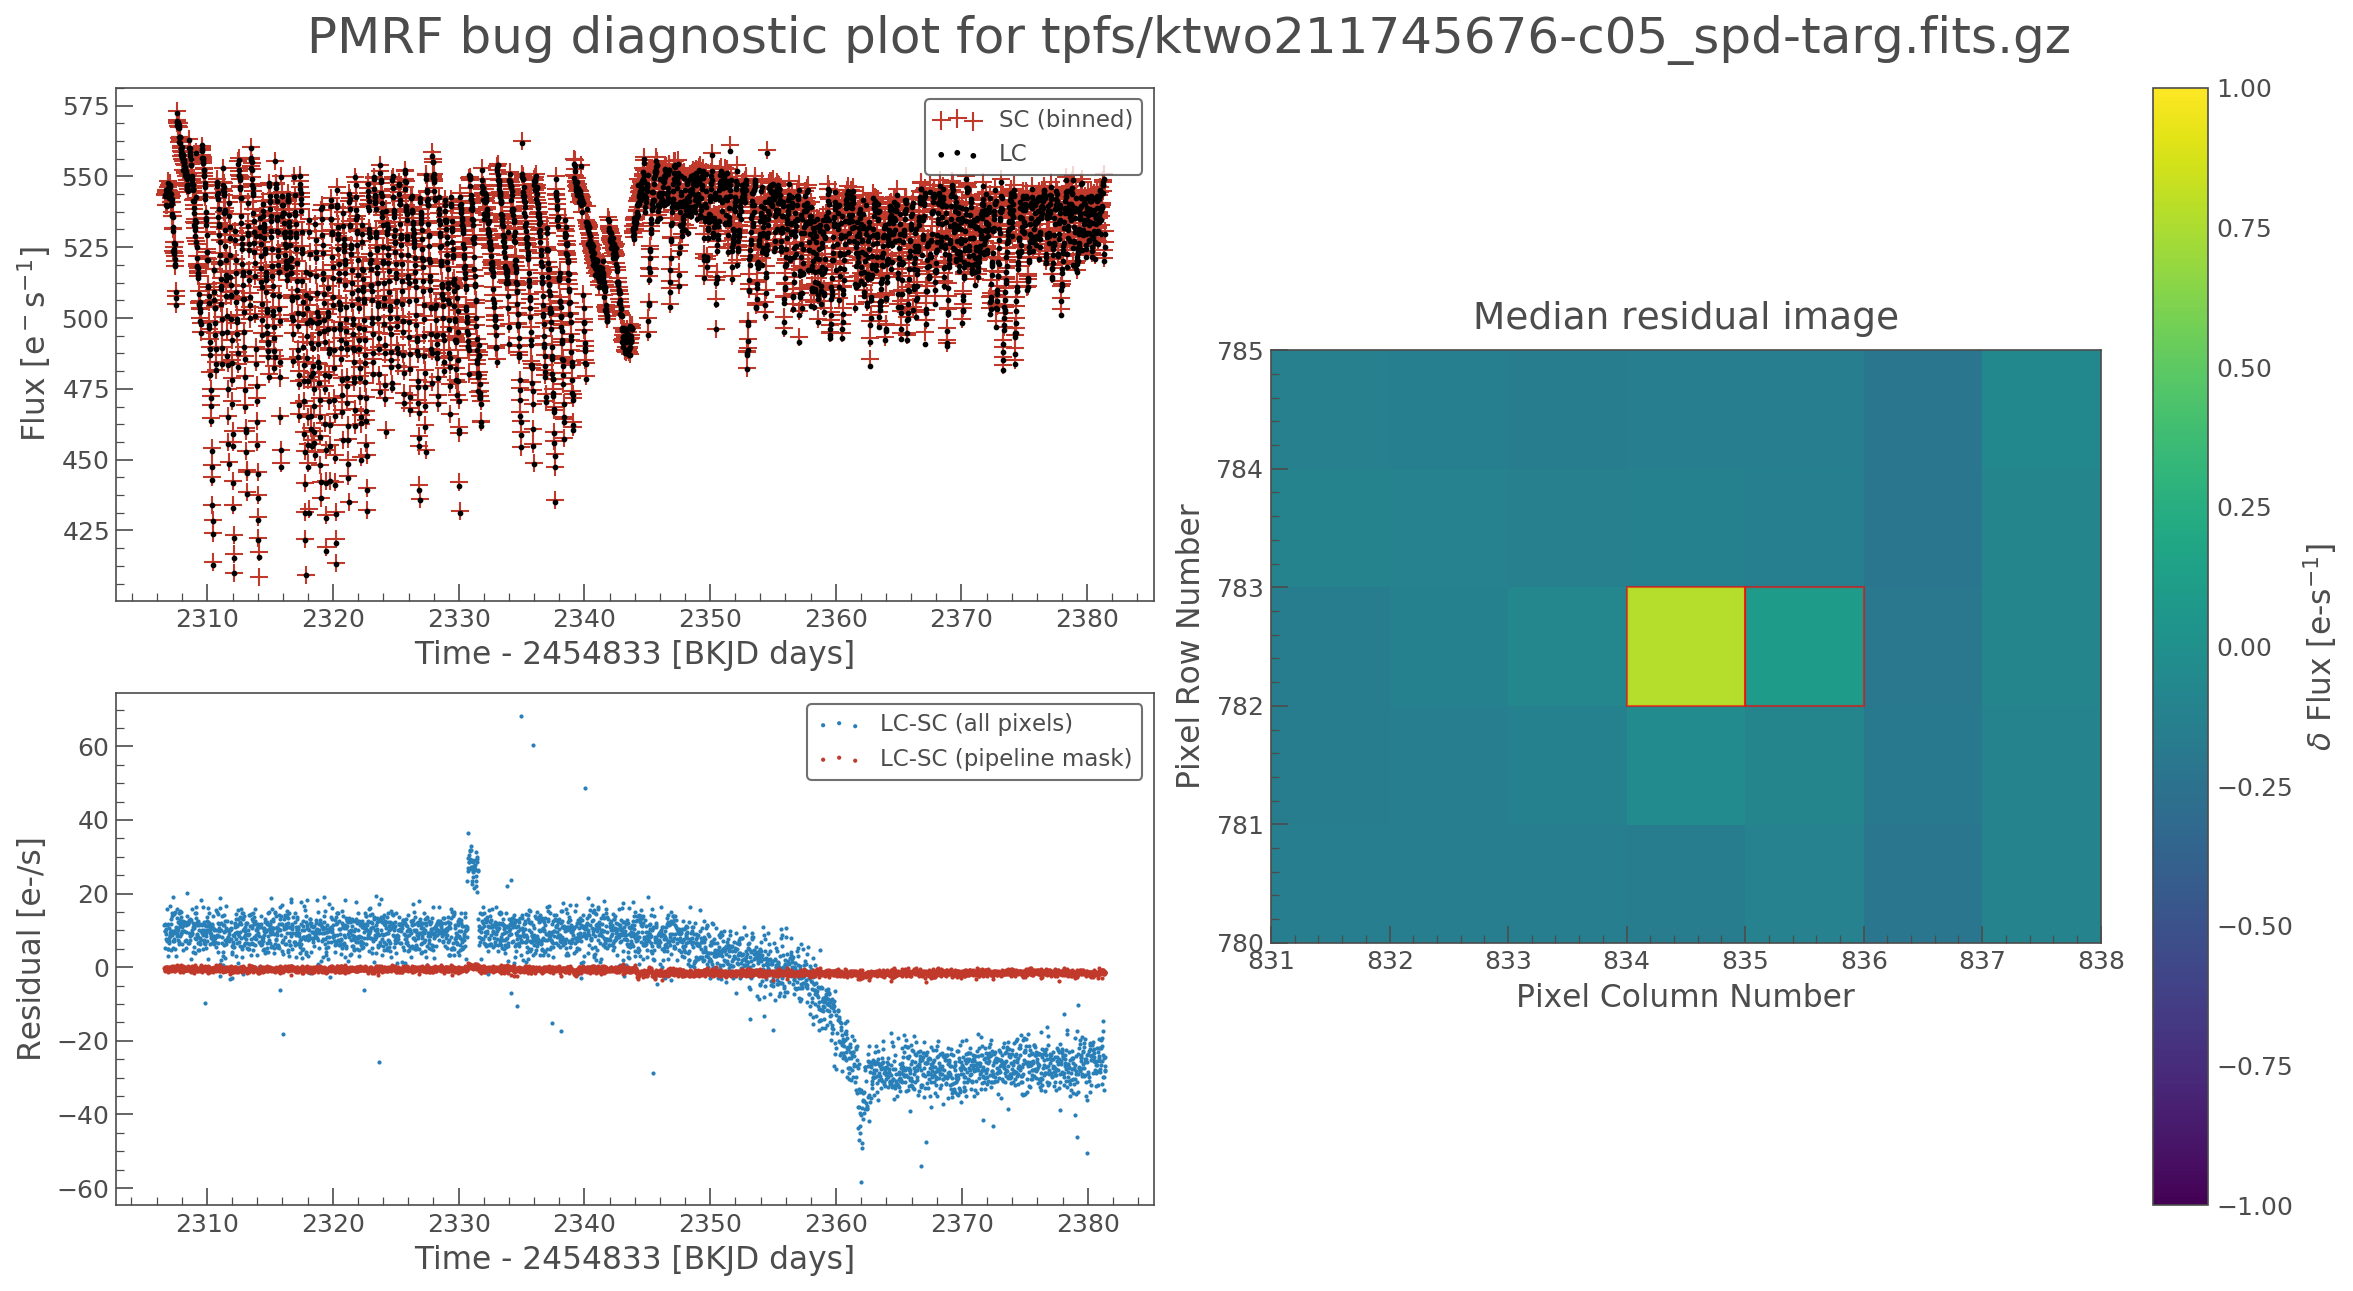 PMRF bug diagnostic plot for tpfs/ktwo211745676-c05_spd-targ.fits.gz
575
550
525
500
475
450
425
Flux [e⁻ s⁻¹]
SC (binned)
LC
2310 2320 2330 2340 2350 2360 2370 2380
Time - 2454833 [BKJD days]
60
40
20
0
−20
−40
−60
Residual [e-/s]
LC-SC (all pixels)
LC-SC (pipeline mask)
2310 2320 2330 2340 2350 2360 2370 2380
Time - 2454833 [BKJD days]
Median residual image
785
784
783
782
781
780
Pixel Row Number
831 832 833 834 835 836 837 838
Pixel Column Number
1.00
0.75
0.50
0.25
0.00
−0.25
−0.50
−0.75
−1.00
δ Flux [e-s⁻¹]